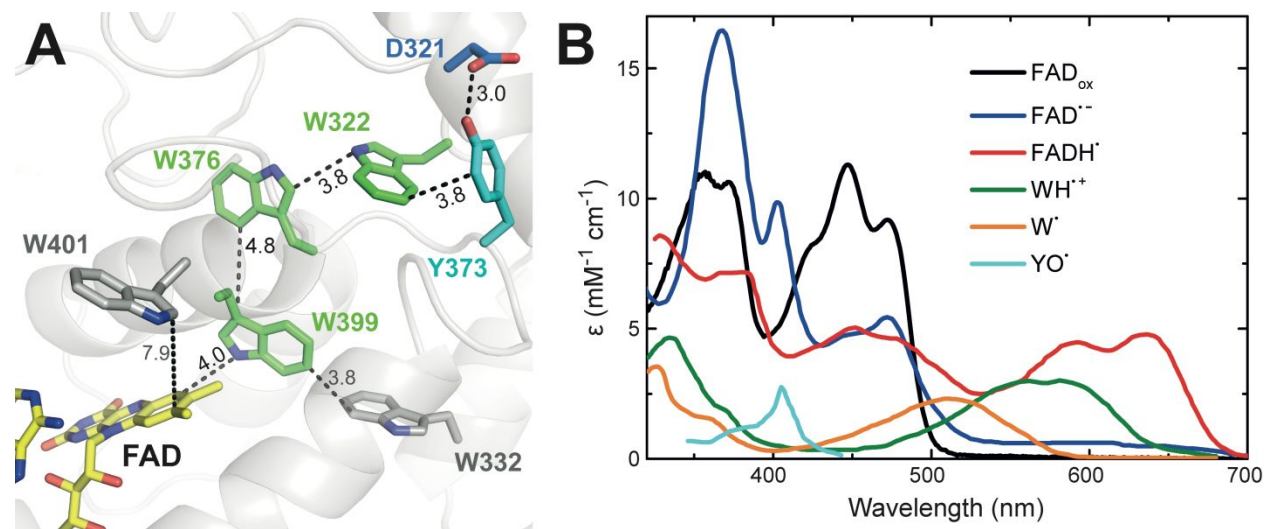 A
D321
3.0
W322
W376
3.8
3.8
W401
4.8
Y373
W399
7.9
4.0
3.8
FAD
W332
B
15
10
5
0
ε (mM⁻¹ cm⁻¹)
FADox
FAD•−
FADH•
WH•+
W•
YO•
400 500 600 700
Wavelength (nm)